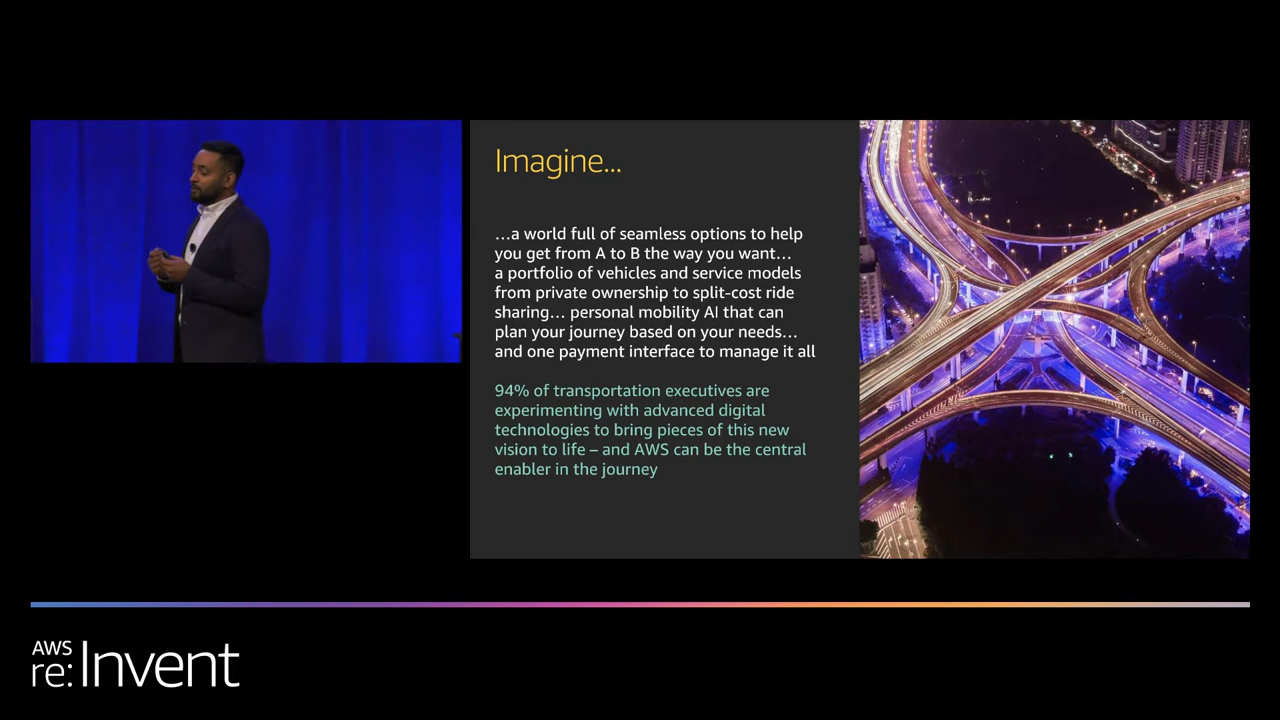 Imagine...
...a world full of seamless options to help
you get from A to B the way you want...
a portfolio of vehicles and service models
from private ownership to split-cost ride
sharing... personal mobility AI that can
plan your journey based on your needs...
and one payment interface to manage it all
94% of transportation executives are
experimenting with advanced digital
technologies to bring pieces of this new
vision to life – and AWS can be the central
enabler in the journey
AWS
re:Invent